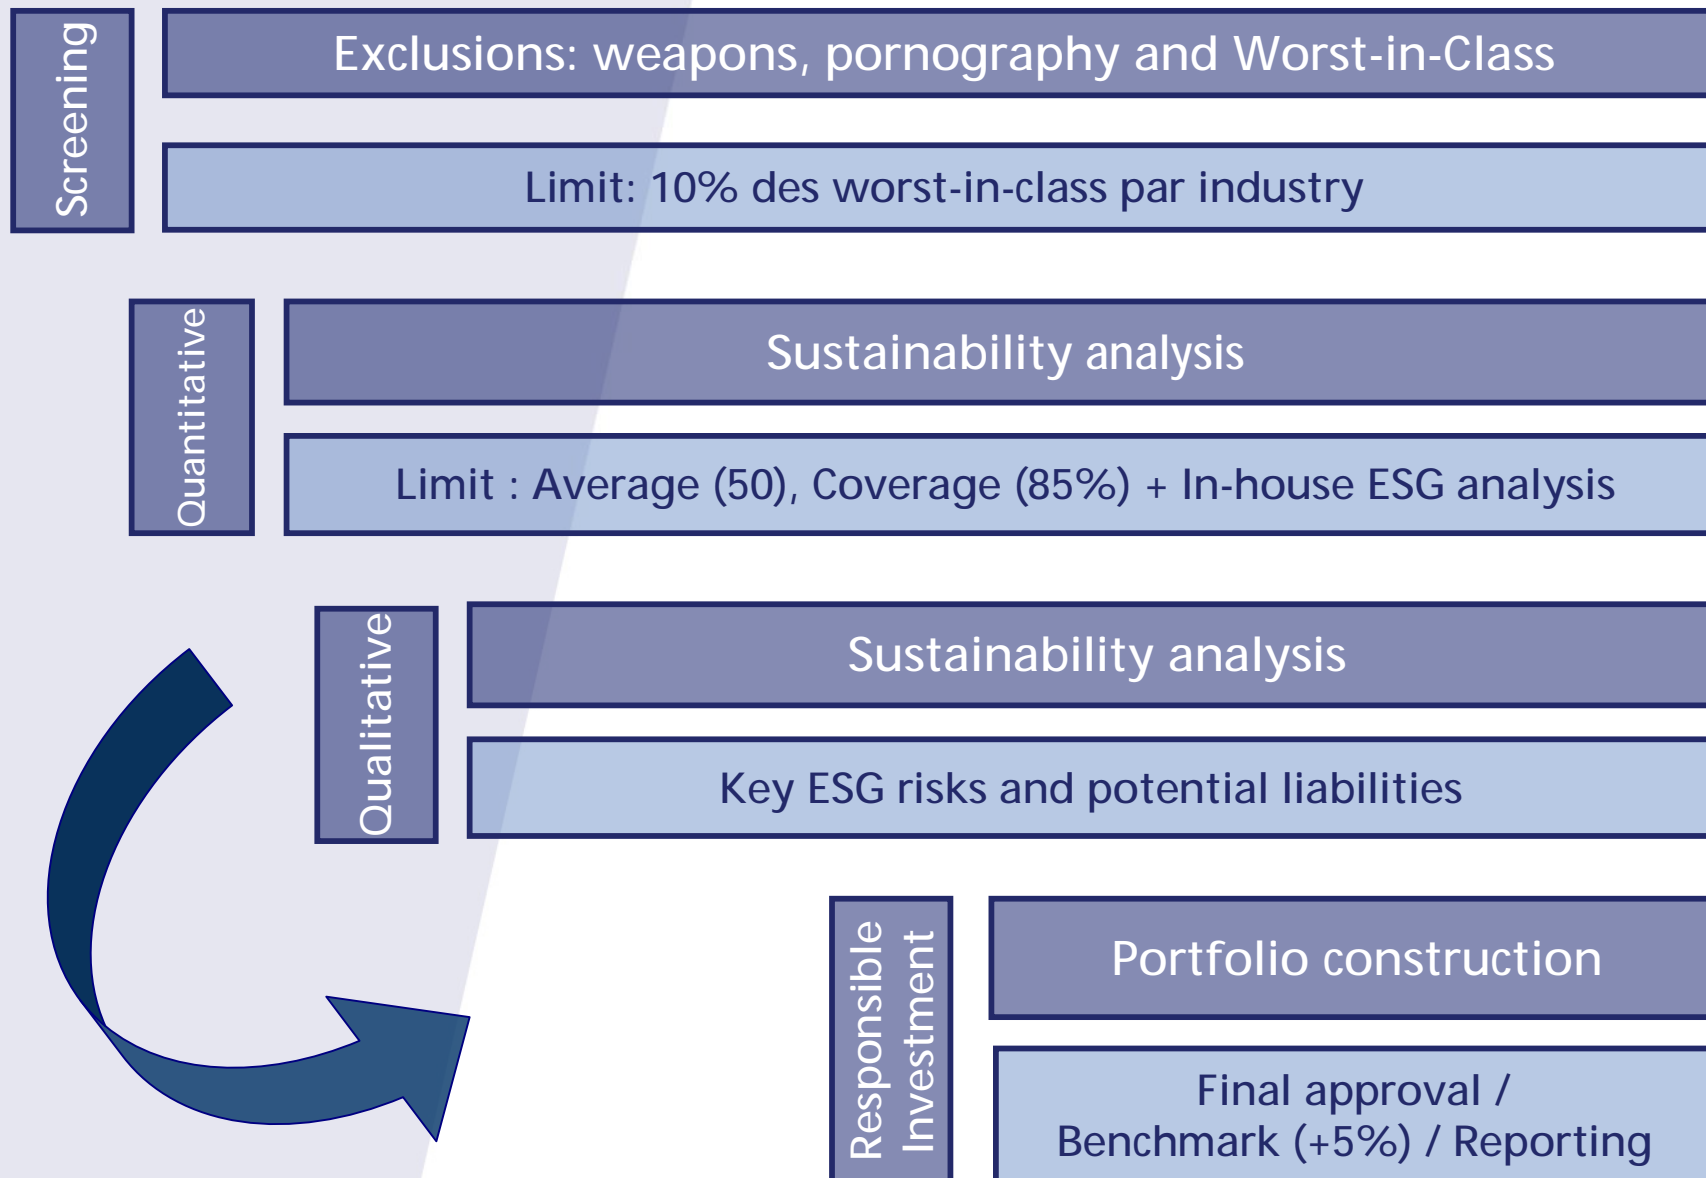 Screening
Exclusions: weapons, pornography and Worst-in-Class
Limit: 10% des worst-in-class par industry
Quantitative
Sustainability analysis
Limit : Average (50), Coverage (85%) + In-house ESG analysis
Qualitative
Sustainability analysis
Key ESG risks and potential liabilities
Responsible
Investment
Portfolio construction
Final approval /
Benchmark (+5%) / Reporting